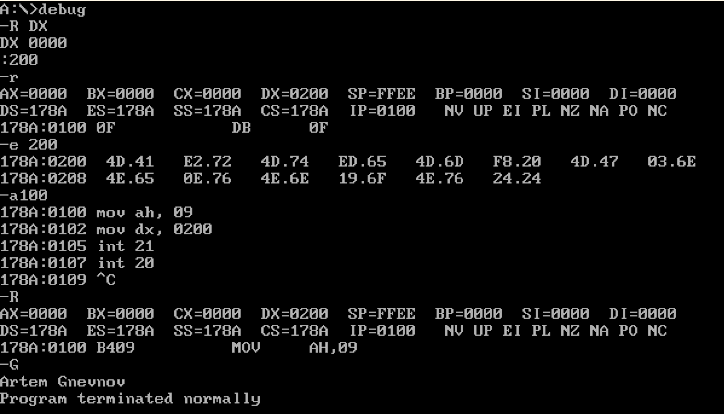 A:\>debug
-R DX
DX 0000
:200
-r
AX=0000  BX=0000  CX=0000  DX=0200  SP=FFEE  BP=0000  SI=0000  DI=0000
DS=178A  ES=178A  SS=178A  CS=178A  IP=0100   NV UP EI PL NZ NA PO NC
178A:0100 0F            DB      0F
-e 200
178A:0200  4D.41   E2.72   4D.74   ED.65   4D.6D   F8.20   4D.47   03.6E
178A:0208  4E.65   0E.76   4E.6E   19.6F   4E.76   24.24
-a100
178A:0100 mov ah, 09
178A:0102 mov dx, 0200
178A:0105 int 21
178A:0107 int 20
178A:0109 ^C
-R
AX=0000  BX=0000  CX=0000  DX=0200  SP=FFEE  BP=0000  SI=0000  DI=0000
DS=178A  ES=178A  SS=178A  CS=178A  IP=0100   NV UP EI PL NZ NA PO NC
178A:0100 B409          MOV     AH,09
-G
Artem Gnevnov
Program terminated normally